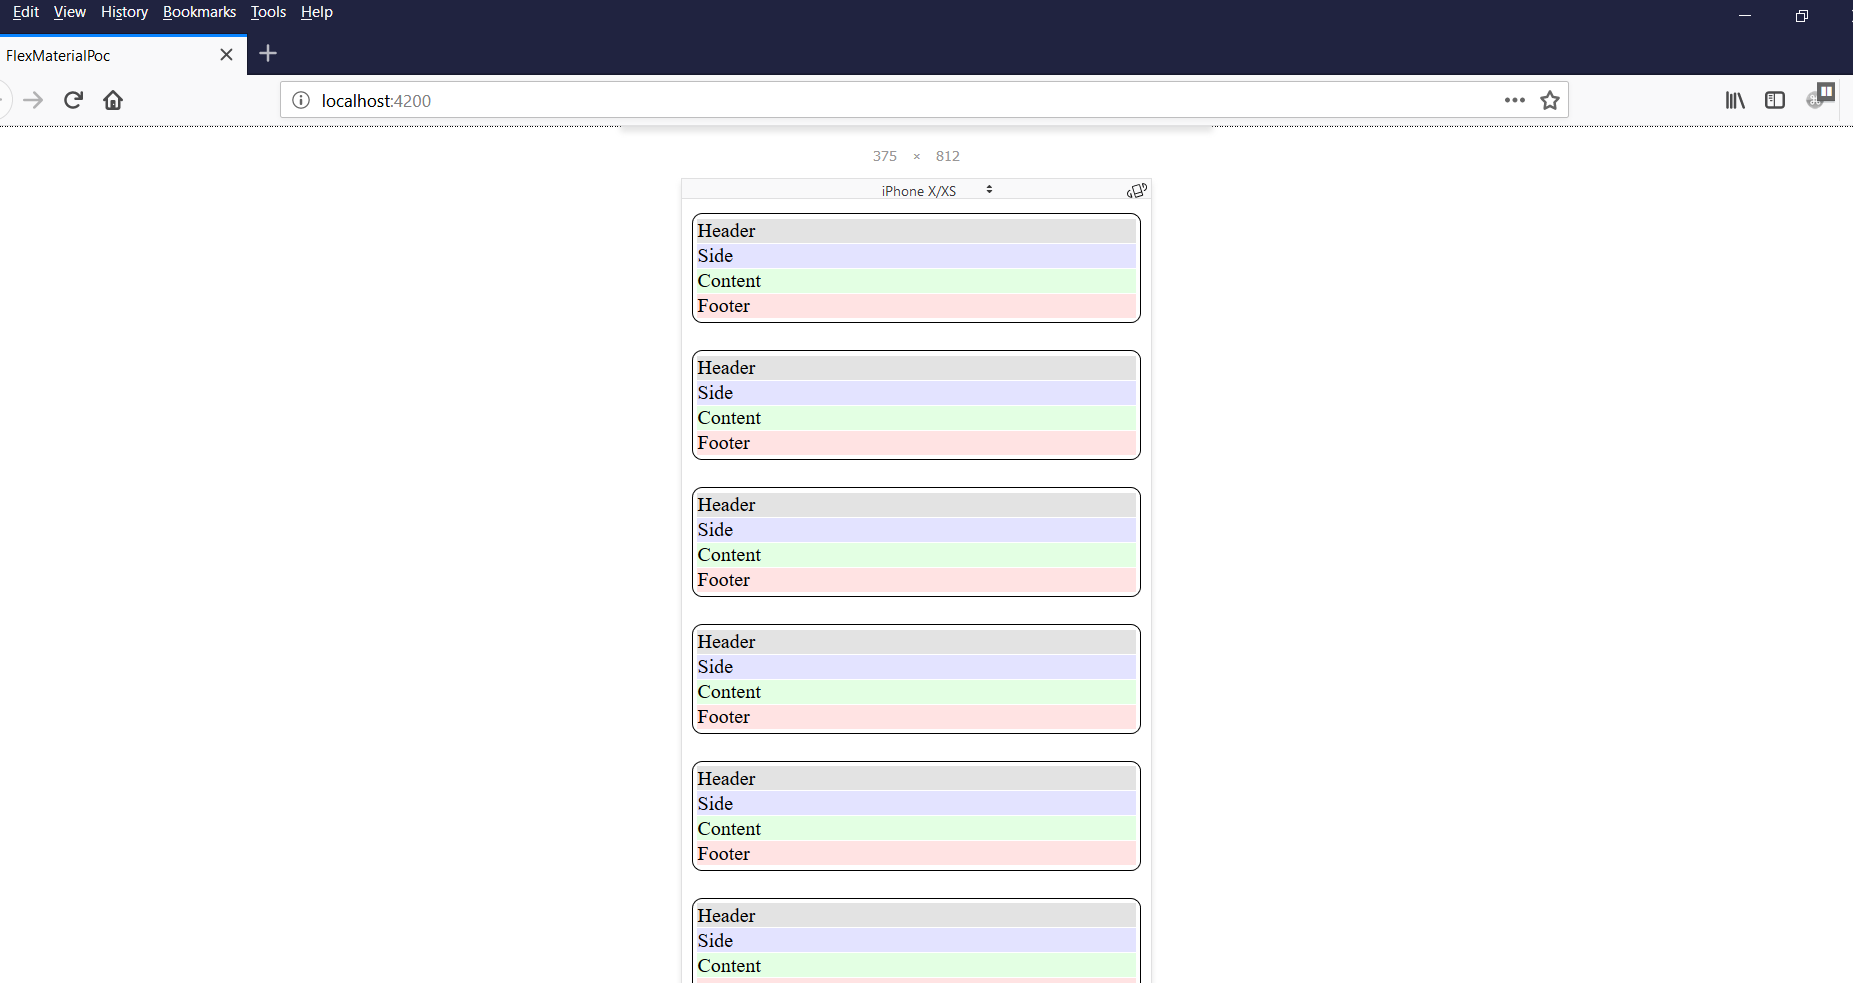 Edit View History Bookmarks Tools Help
FlexMaterialPoc
localhost:4200
375 × 812
iPhone X/XS
Header
Side
Content
Footer
Header
Side
Content
Footer
Header
Side
Content
Footer
Header
Side
Content
Footer
Header
Side
Content
Footer
Header
Side
Content